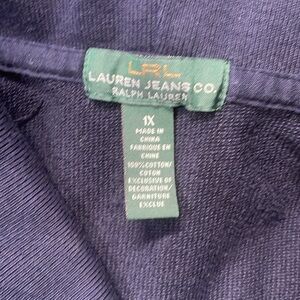 LRL
LAUREN JEANS CO.
RALPH LAUREN
1X
MADE IN
CHINA
FABRIQUE EN
CHINE
100% COTTON/
COTON
EXCLUSIVE OF
DECORATION/
GARNITURE
EXCLUE